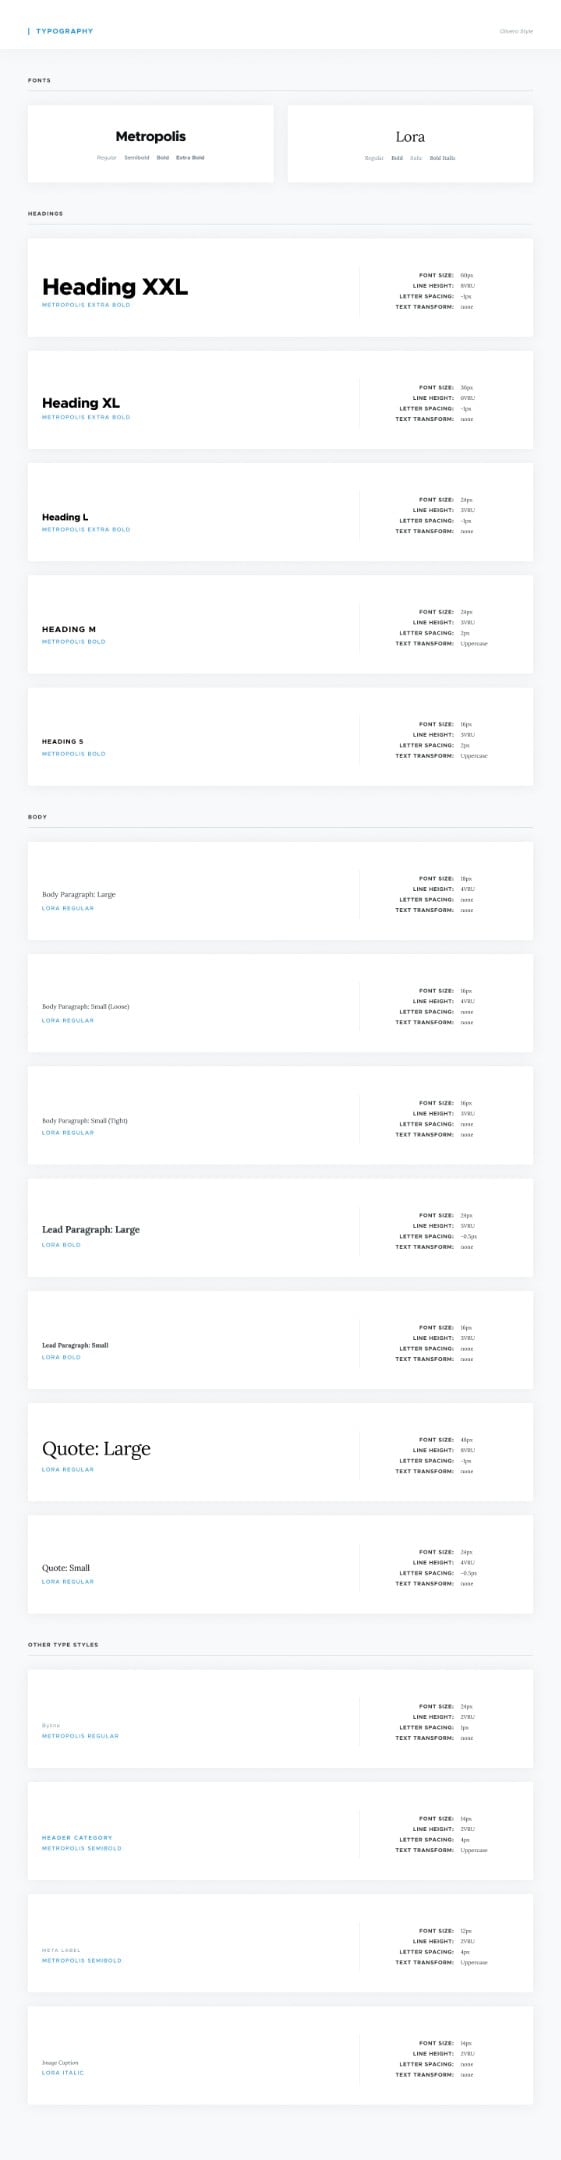 TYPOGRAPHY
Olivero Style
FONTS
Metropolis
Regular Semibold Bold Extra Bold
Lora
Regular Bold Italic Bold Italic
HEADINGS
Heading XXL
METROPOLIS EXTRA BOLD
FONT SIZE: 60px
LINE HEIGHT: 8VRU
LETTER SPACING: -1px
TEXT TRANSFORM: none
Heading XL
METROPOLIS EXTRA BOLD
FONT SIZE: 36px
LINE HEIGHT: 6VRU
LETTER SPACING: -1px
TEXT TRANSFORM: none
Heading L
METROPOLIS EXTRA BOLD
FONT SIZE: 24px
LINE HEIGHT: 3VRU
LETTER SPACING: -1px
TEXT TRANSFORM: none
HEADING M
METROPOLIS BOLD
FONT SIZE: 24px
LINE HEIGHT: 3VRU
LETTER SPACING: 2px
TEXT TRANSFORM: Uppercase
HEADING S
METROPOLIS BOLD
FONT SIZE: 16px
LINE HEIGHT: 3VRU
LETTER SPACING: 2px
TEXT TRANSFORM: Uppercase
BODY
Body Paragraph: Large
LORA REGULAR
FONT SIZE: 18px
LINE HEIGHT: 4VRU
LETTER SPACING: none
TEXT TRANSFORM: none
Body Paragraph: Small (Loose)
LORA REGULAR
FONT SIZE: 16px
LINE HEIGHT: 4VRU
LETTER SPACING: none
TEXT TRANSFORM: none
Body Paragraph: Small (Tight)
LORA REGULAR
FONT SIZE: 16px
LINE HEIGHT: 3VRU
LETTER SPACING: none
TEXT TRANSFORM: none
Lead Paragraph: Large
LORA BOLD
FONT SIZE: 24px
LINE HEIGHT: 5VRU
LETTER SPACING: -0.5px
TEXT TRANSFORM: none
Lead Paragraph: Small
LORA BOLD
FONT SIZE: 16px
LINE HEIGHT: 3VRU
LETTER SPACING: none
TEXT TRANSFORM: none
Quote: Large
LORA REGULAR
FONT SIZE: 48px
LINE HEIGHT: 8VRU
LETTER SPACING: -1px
TEXT TRANSFORM: none
Quote: Small
LORA REGULAR
FONT SIZE: 24px
LINE HEIGHT: 4VRU
LETTER SPACING: -0.5px
TEXT TRANSFORM: none
OTHER TYPE STYLES
Byline
METROPOLIS REGULAR
FONT SIZE: 24px
LINE HEIGHT: 2VRU
LETTER SPACING: 1px
TEXT TRANSFORM: none
HEADER CATEGORY
METROPOLIS SEMIBOLD
FONT SIZE: 14px
LINE HEIGHT: 2VRU
LETTER SPACING: 4px
TEXT TRANSFORM: Uppercase
META LABEL
METROPOLIS SEMIBOLD
FONT SIZE: 12px
LINE HEIGHT: 2VRU
LETTER SPACING: 4px
TEXT TRANSFORM: Uppercase
Image Caption
LORA ITALIC
FONT SIZE: 14px
LINE HEIGHT: 2VRU
LETTER SPACING: none
TEXT TRANSFORM: none